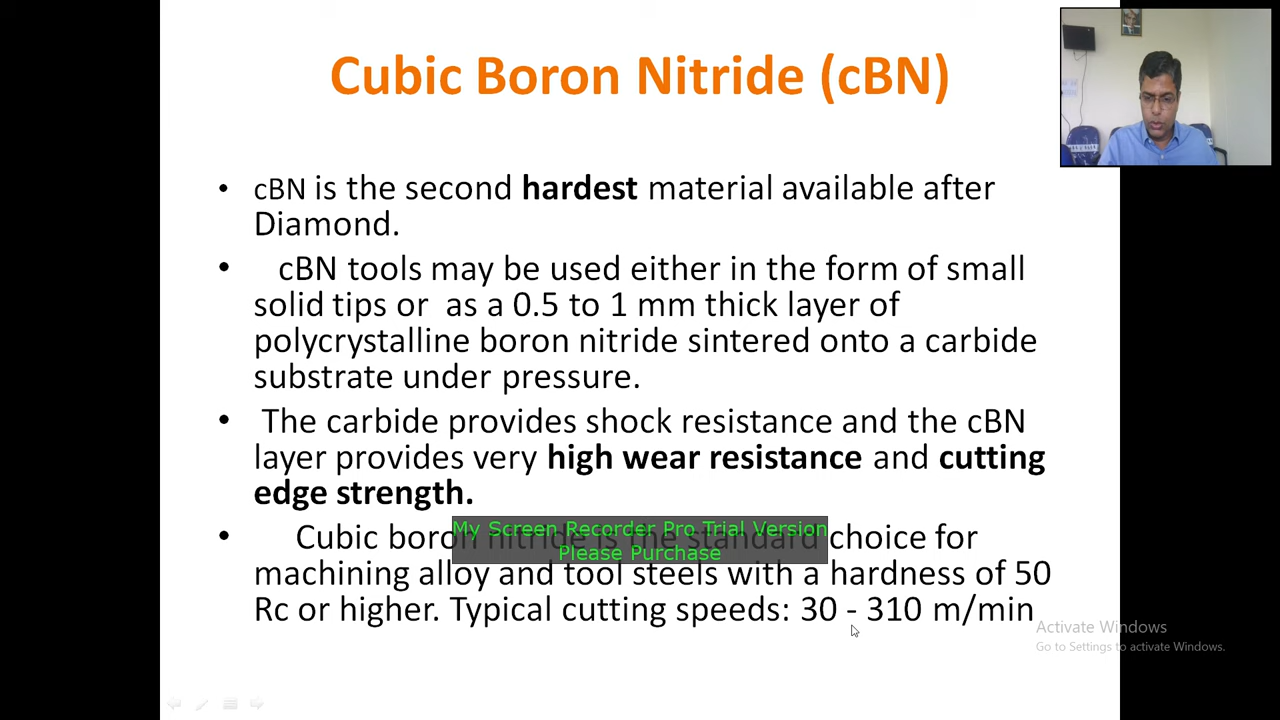 Cubic Boron Nitride (cBN)
• cBN is the second hardest material available after
Diamond.
• cBN tools may be used either in the form of small
solid tips or as a 0.5 to 1 mm thick layer of
polycrystalline boron nitride sintered onto a carbide
substrate under pressure.
• The carbide provides shock resistance and the cBN
layer provides very high wear resistance and cutting
edge strength.
• Cubic boron nitride is the standard choice for
machining alloy and tool steels with a hardness of 50
Rc or higher. Typical cutting speeds: 30 - 310 m/min
My Screen Recorder Pro Trial Version
Please Purchase
Activate Windows
Go to Settings to activate Windows.